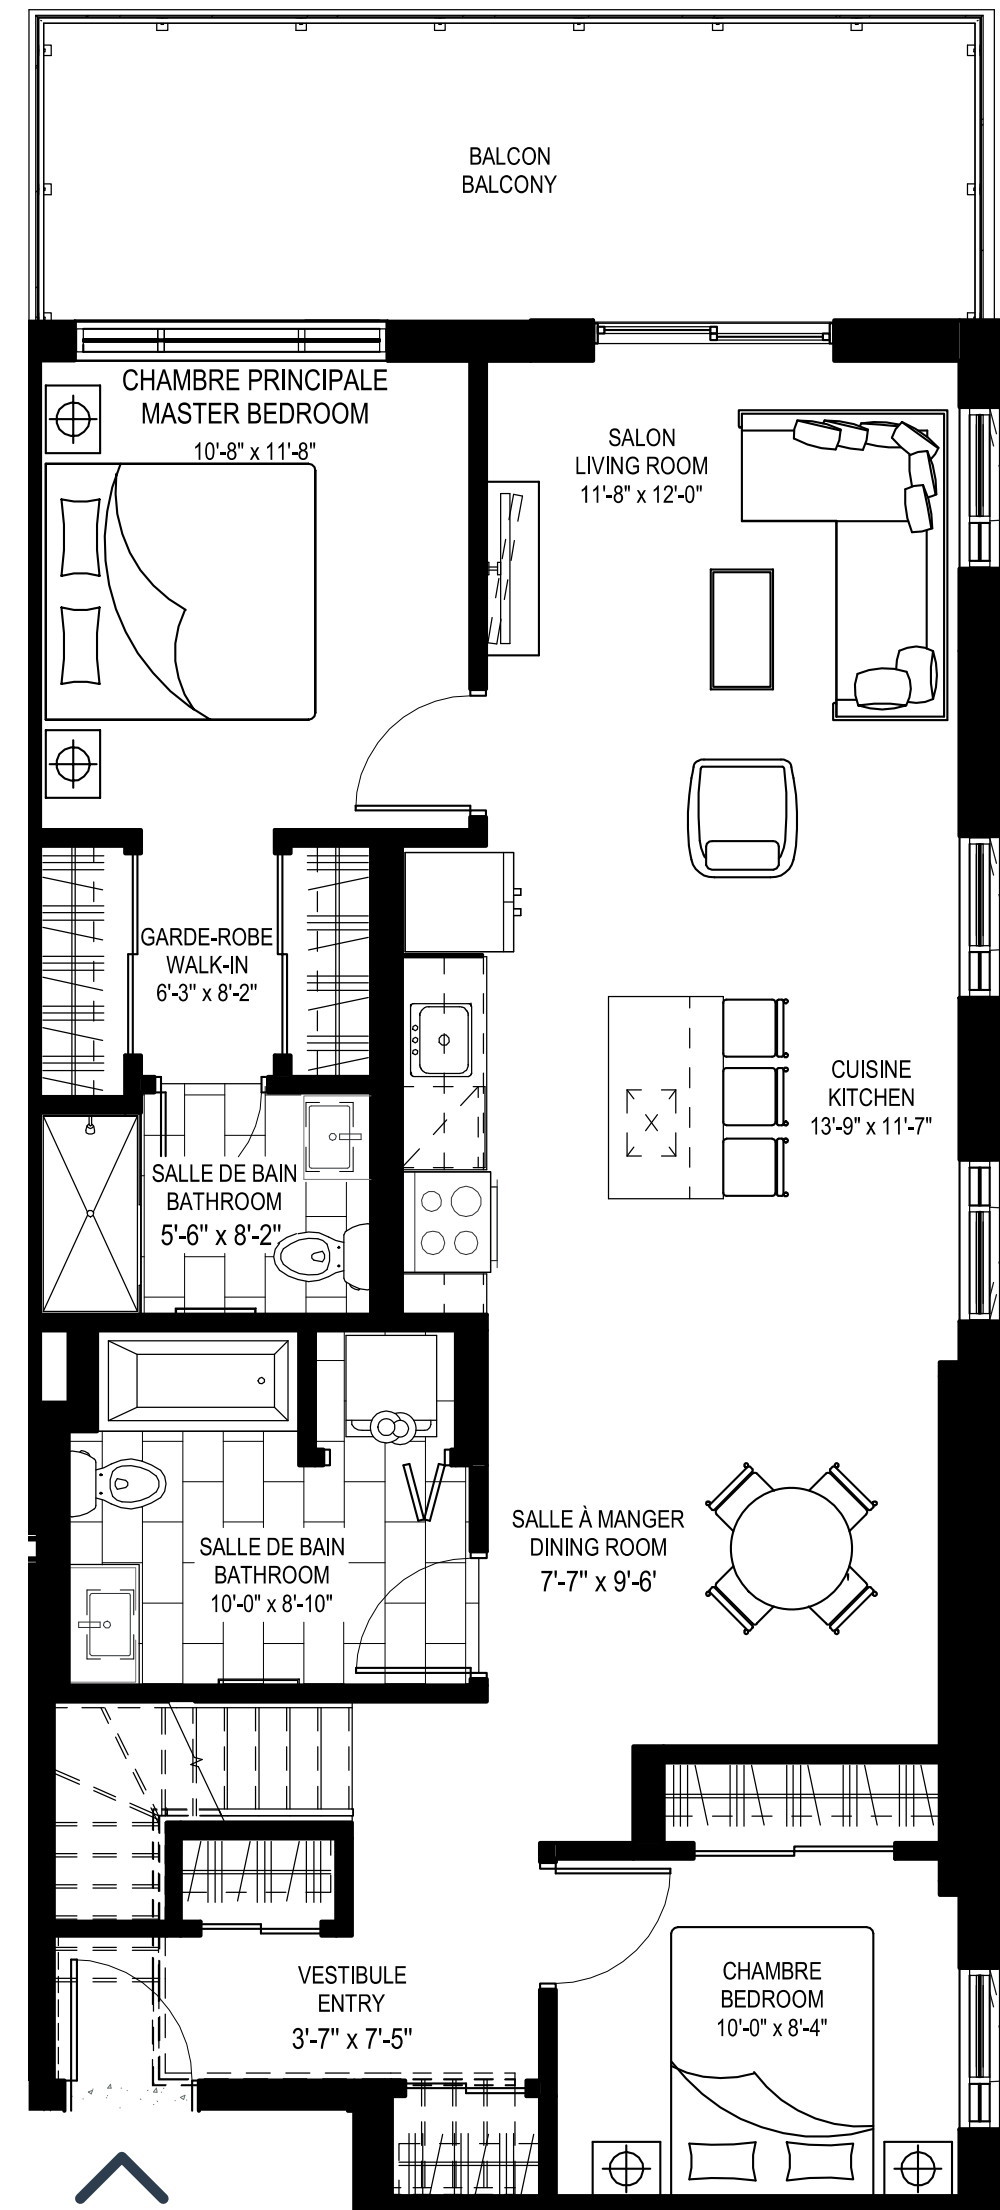 BALCON
BALCONY
CHAMBRE PRINCIPALE
MASTER BEDROOM
10'-8" x 11'-8"
SALON
LIVING ROOM
11'-8" x 12'-0"
GARDE-ROBE
WALK-IN
6'-3" x 8'-2"
CUISINE
KITCHEN
13'-9" x 11'-7"
SALLE DE BAIN
BATHROOM
5'-6" x 8'-2"
SALLE À MANGER
DINING ROOM
7'-7" x 9'-6'
SALLE DE BAIN
BATHROOM
10'-0" x 8'-10"
VESTIBULE
ENTRY
3'-7" x 7'-5"
CHAMBRE
BEDROOM
10'-0" x 8'-4"